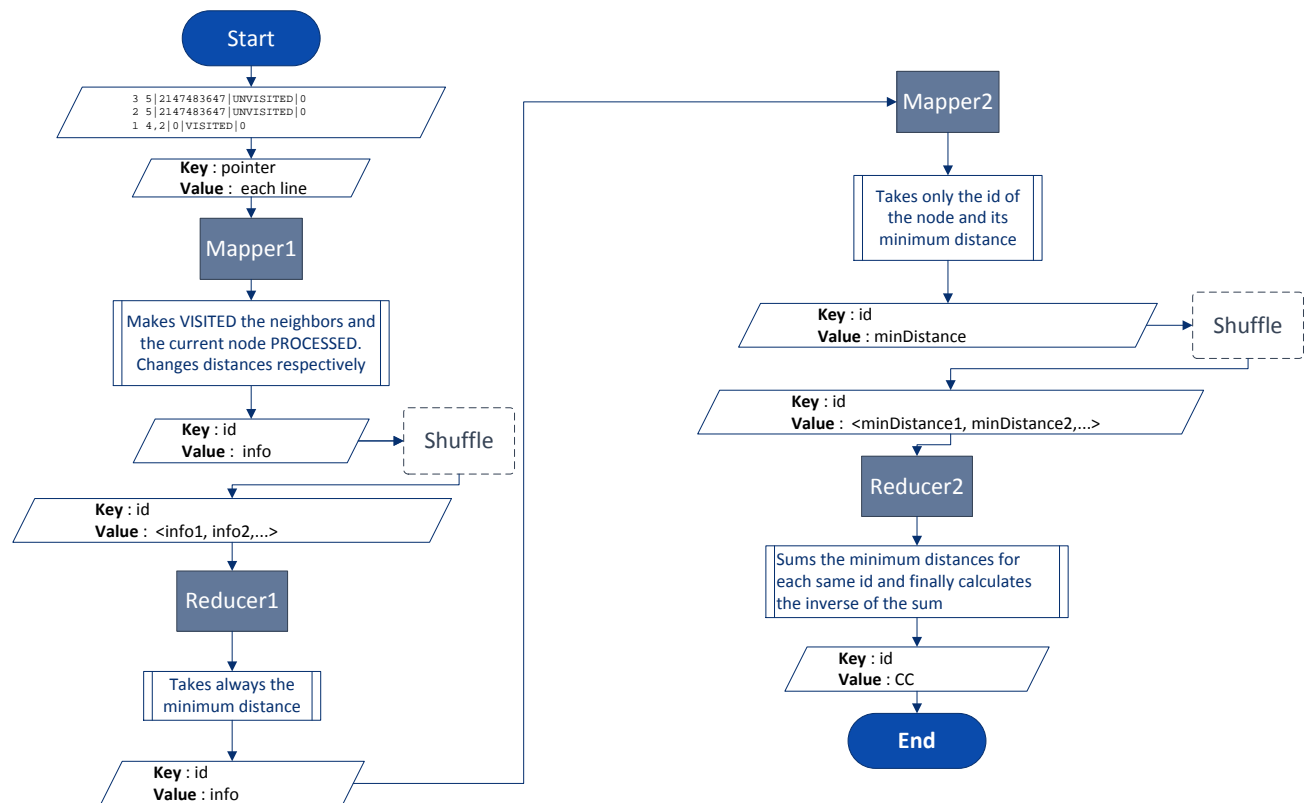 Start
3 5|2147483647|UNVISITED|0
2 5|2147483647|UNVISITED|0
1 4,2|0|VISITED|0
Key : pointer
Value : each line
Mapper1
Makes VISITED the neighbors and
the current node PROCESSED.
Changes distances respectively
Key : id
Value : info
Shuffle
Key : id
Value : <info1, info2,...>
Reducer1
Takes always the
minimum distance
Key : id
Value : info
Mapper2
Takes only the id of
the node and its
minimum distance
Key : id
Value : minDistance
Shuffle
Key : id
Value : <minDistance1, minDistance2,...>
Reducer2
Sums the minimum distances for
each same id and finally calculates
the inverse of the sum
Key : id
Value : CC
End